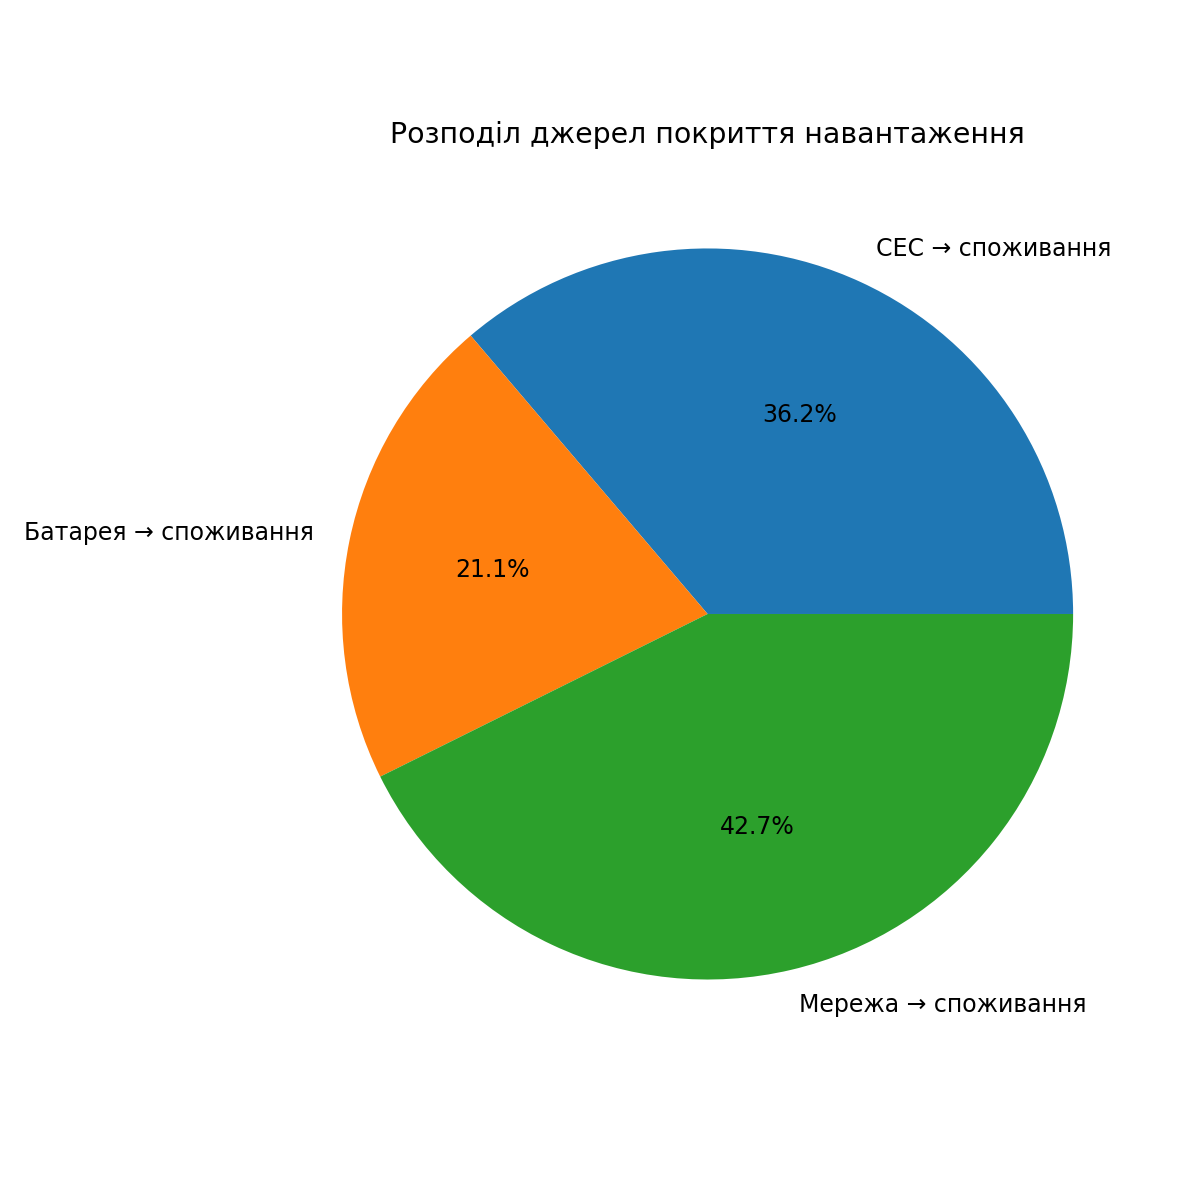 Розподіл джерел покриття навантаження
СЕС → споживання
36.2%
Батарея → споживання
21.1%
42.7%
Мережа → споживання